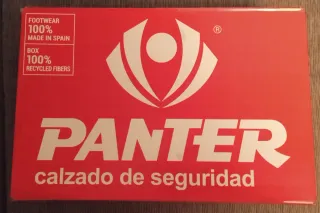 FOOTWEAR
100%
MADE IN SPAIN
BOX
100%
RECYCLED FIBERS
®
PANTER
calzado de seguridad